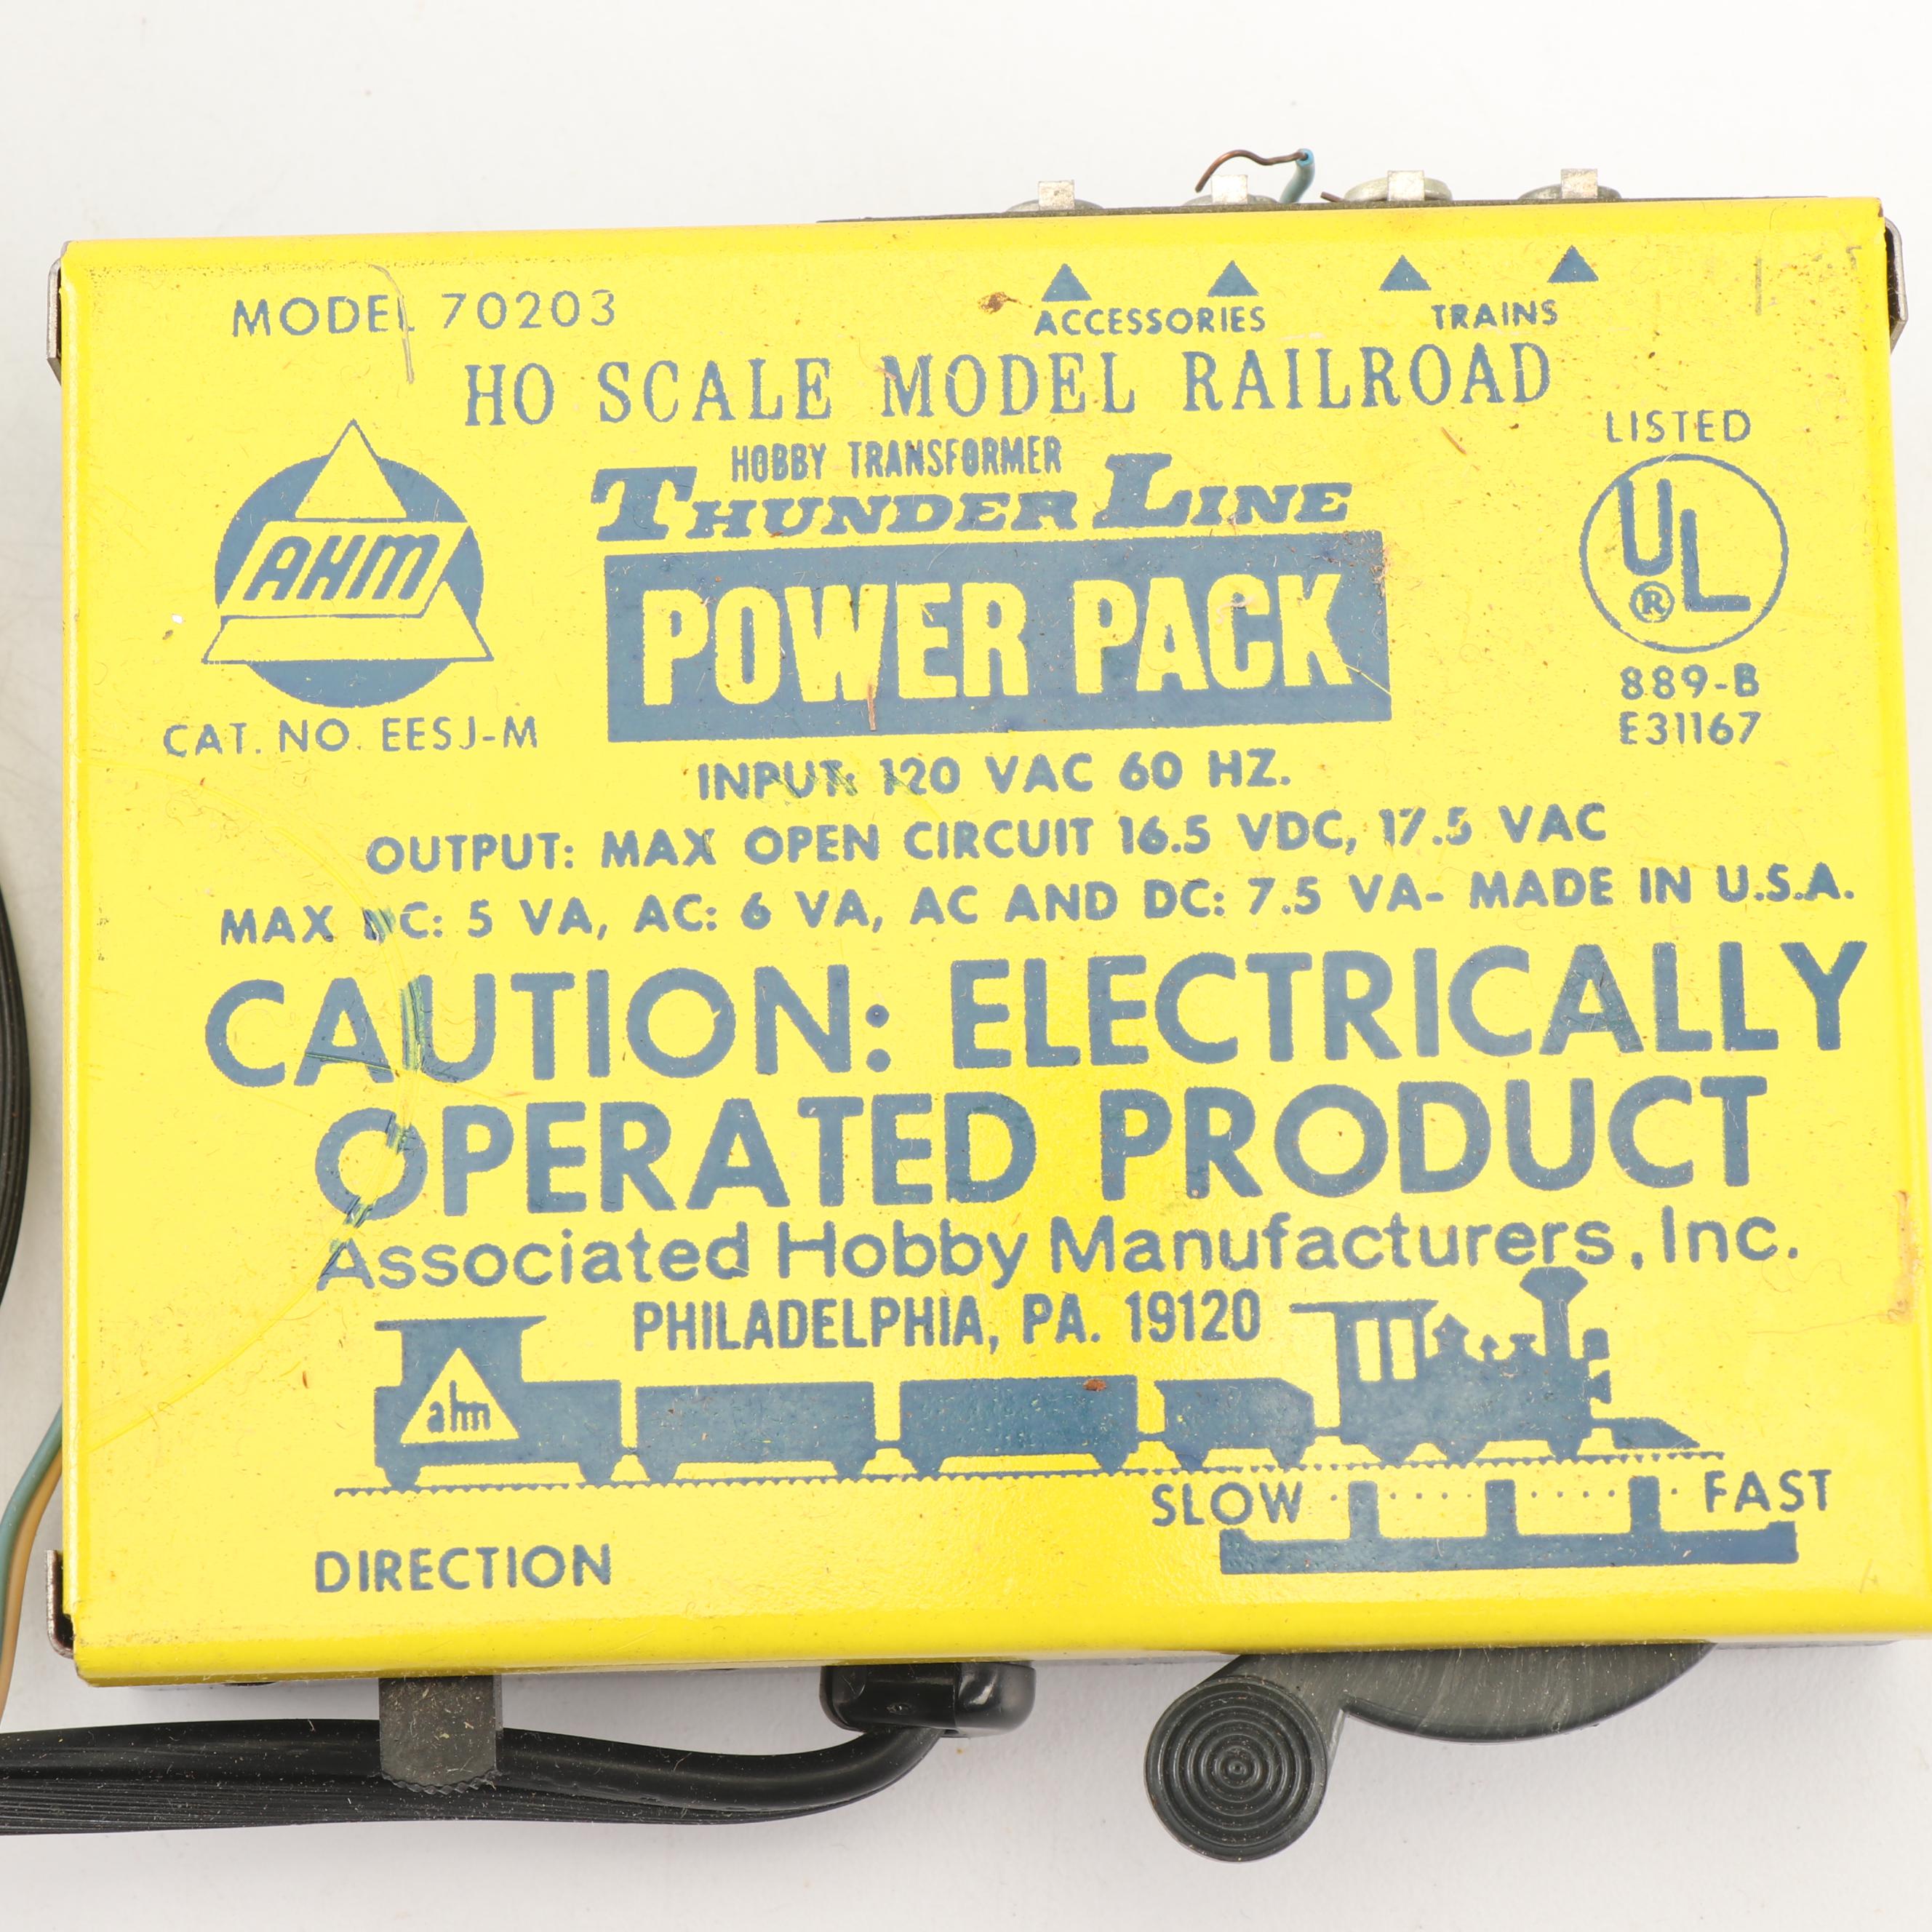 MODEL 70203
ACCESSORIES TRAINS
HO SCALE MODEL RAILROAD
HOBBY TRANSFORMER
THUNDER LINE
POWER PACK
AHM
CAT. NO. EESJ-M
LISTED
UL
®
889-B
E31167
INPUT: 120 VAC 60 HZ.
OUTPUT: MAX OPEN CIRCUIT 16.5 VDC, 17.5 VAC
MAX DC: 5 VA, AC: 6 VA, AC AND DC: 7.5 VA- MADE IN U.S.A.
CAUTION: ELECTRICALLY
OPERATED PRODUCT
Associated Hobby Manufacturers, Inc.
PHILADELPHIA, PA. 19120
ahm
SLOW FAST
DIRECTION